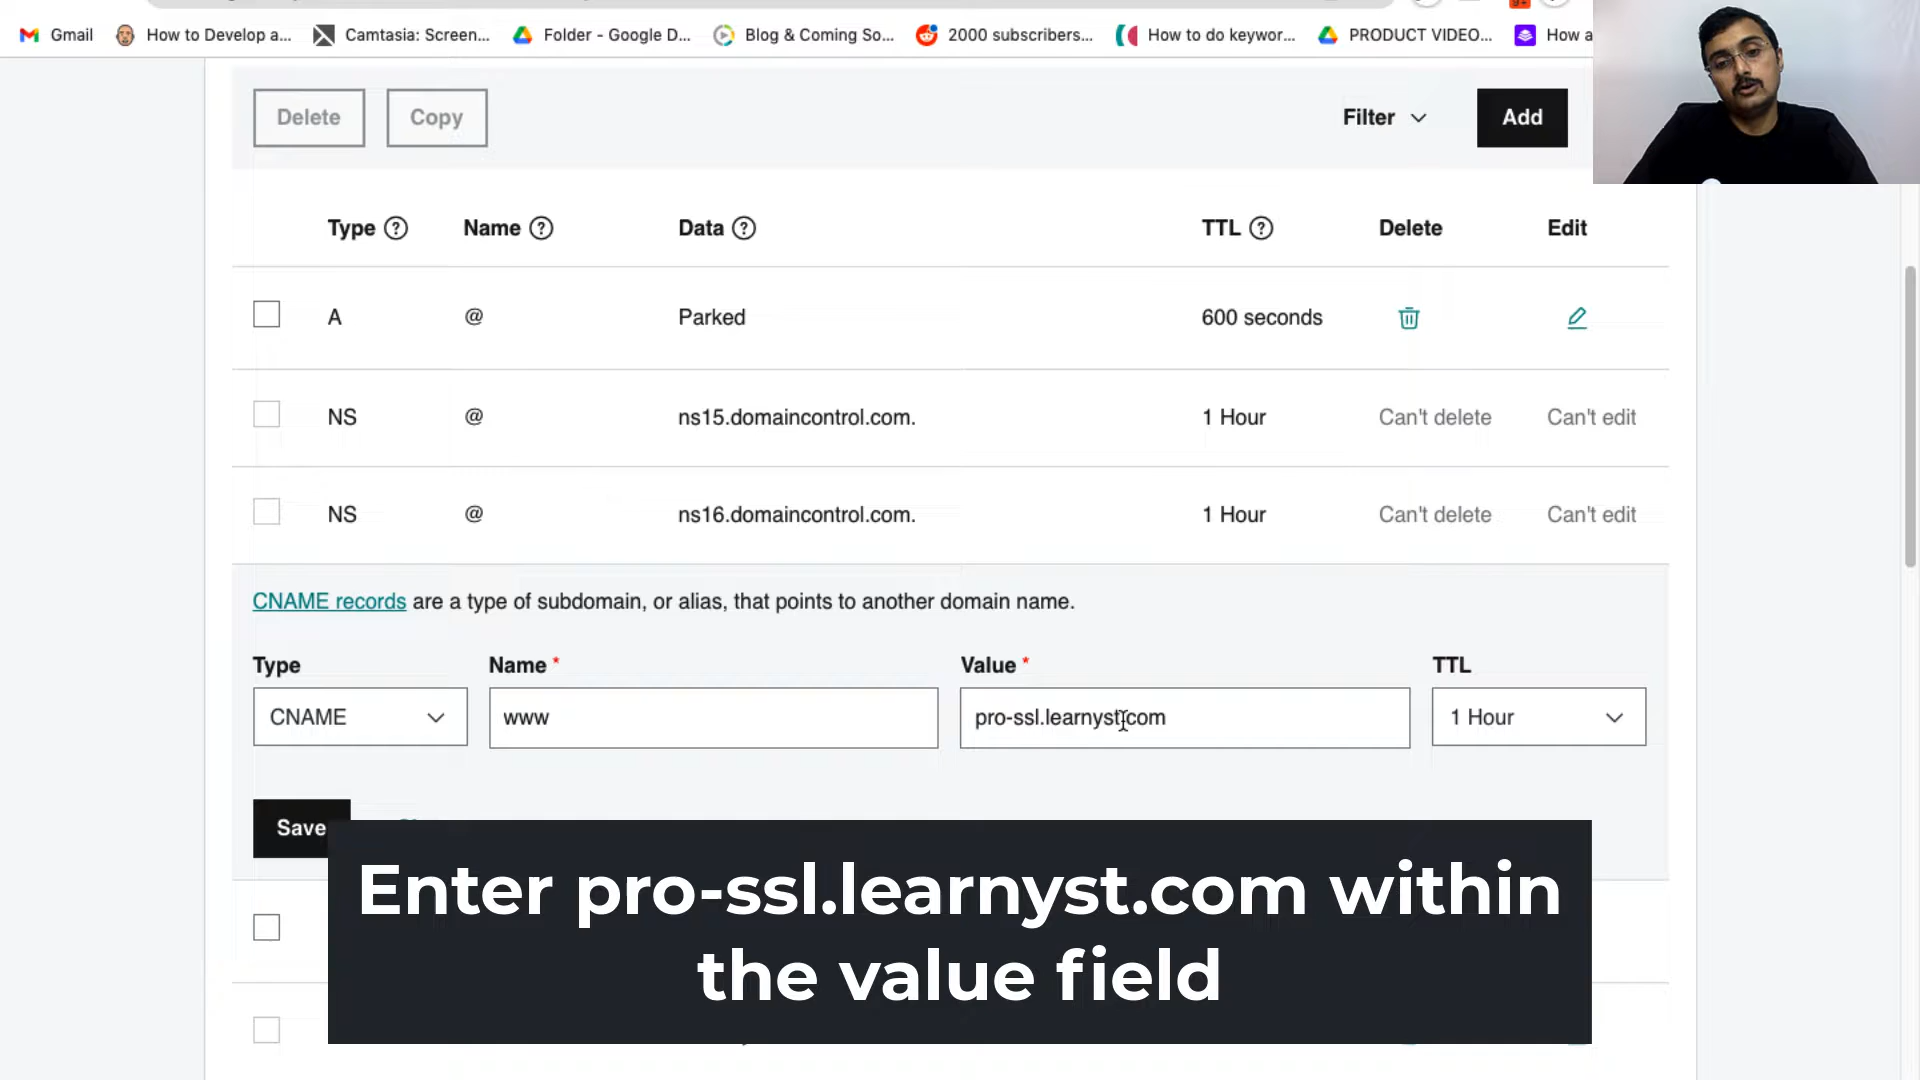 Gmail How to Develop a... Camtasia: Screen... Folder - Google D... Blog & Coming So... 2000 subscribers... How to do keywor... PRODUCT VIDEO... How a
9+
Delete Copy Filter Add
Type ? Name ? Data ? TTL ? Delete Edit
A @ Parked 600 seconds
NS @ ns15.domaincontrol.com. 1 Hour Can't delete Can't edit
NS @ ns16.domaincontrol.com. 1 Hour Can't delete Can't edit
CNAME records are a type of subdomain, or alias, that points to another domain name.
Type Name * Value * TTL
CNAME www pro-ssl.learnyst.com 1 Hour
Save
Enter pro-ssl.learnyst.com within
the value field